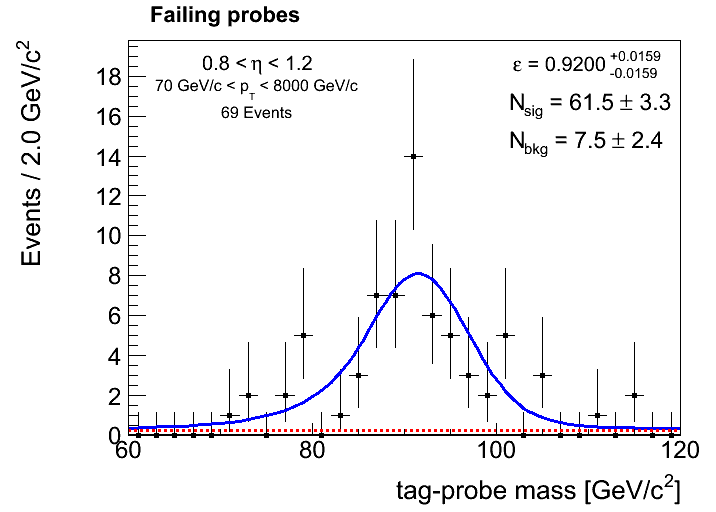 Failing probes
0.8 < η < 1.2
70 GeV/c < p_T < 8000 GeV/c
69 Events
ε = 0.9200 +0.0159 -0.0159
N_sig = 61.5 ± 3.3
N_bkg = 7.5 ± 2.4
Events / 2.0 GeV/c²
18
16
14
12
10
8
6
4
2
0
60 80 100 120
tag-probe mass [GeV/c²]